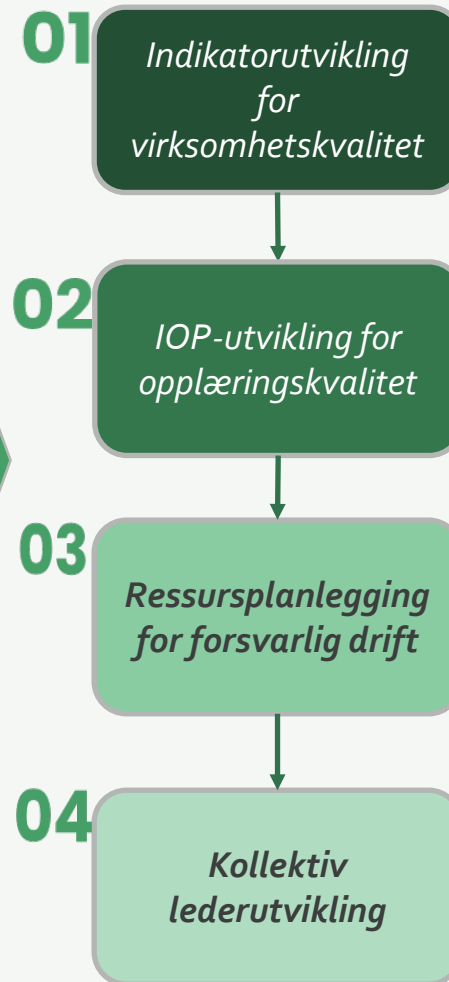 01
Indikatorutvikling
for
virksomhetskvalitet
02
IOP-utvikling for
opplæringskvalitet
03
Ressursplanlegging
for forsvarlig drift
04
Kollektiv
lederutvikling